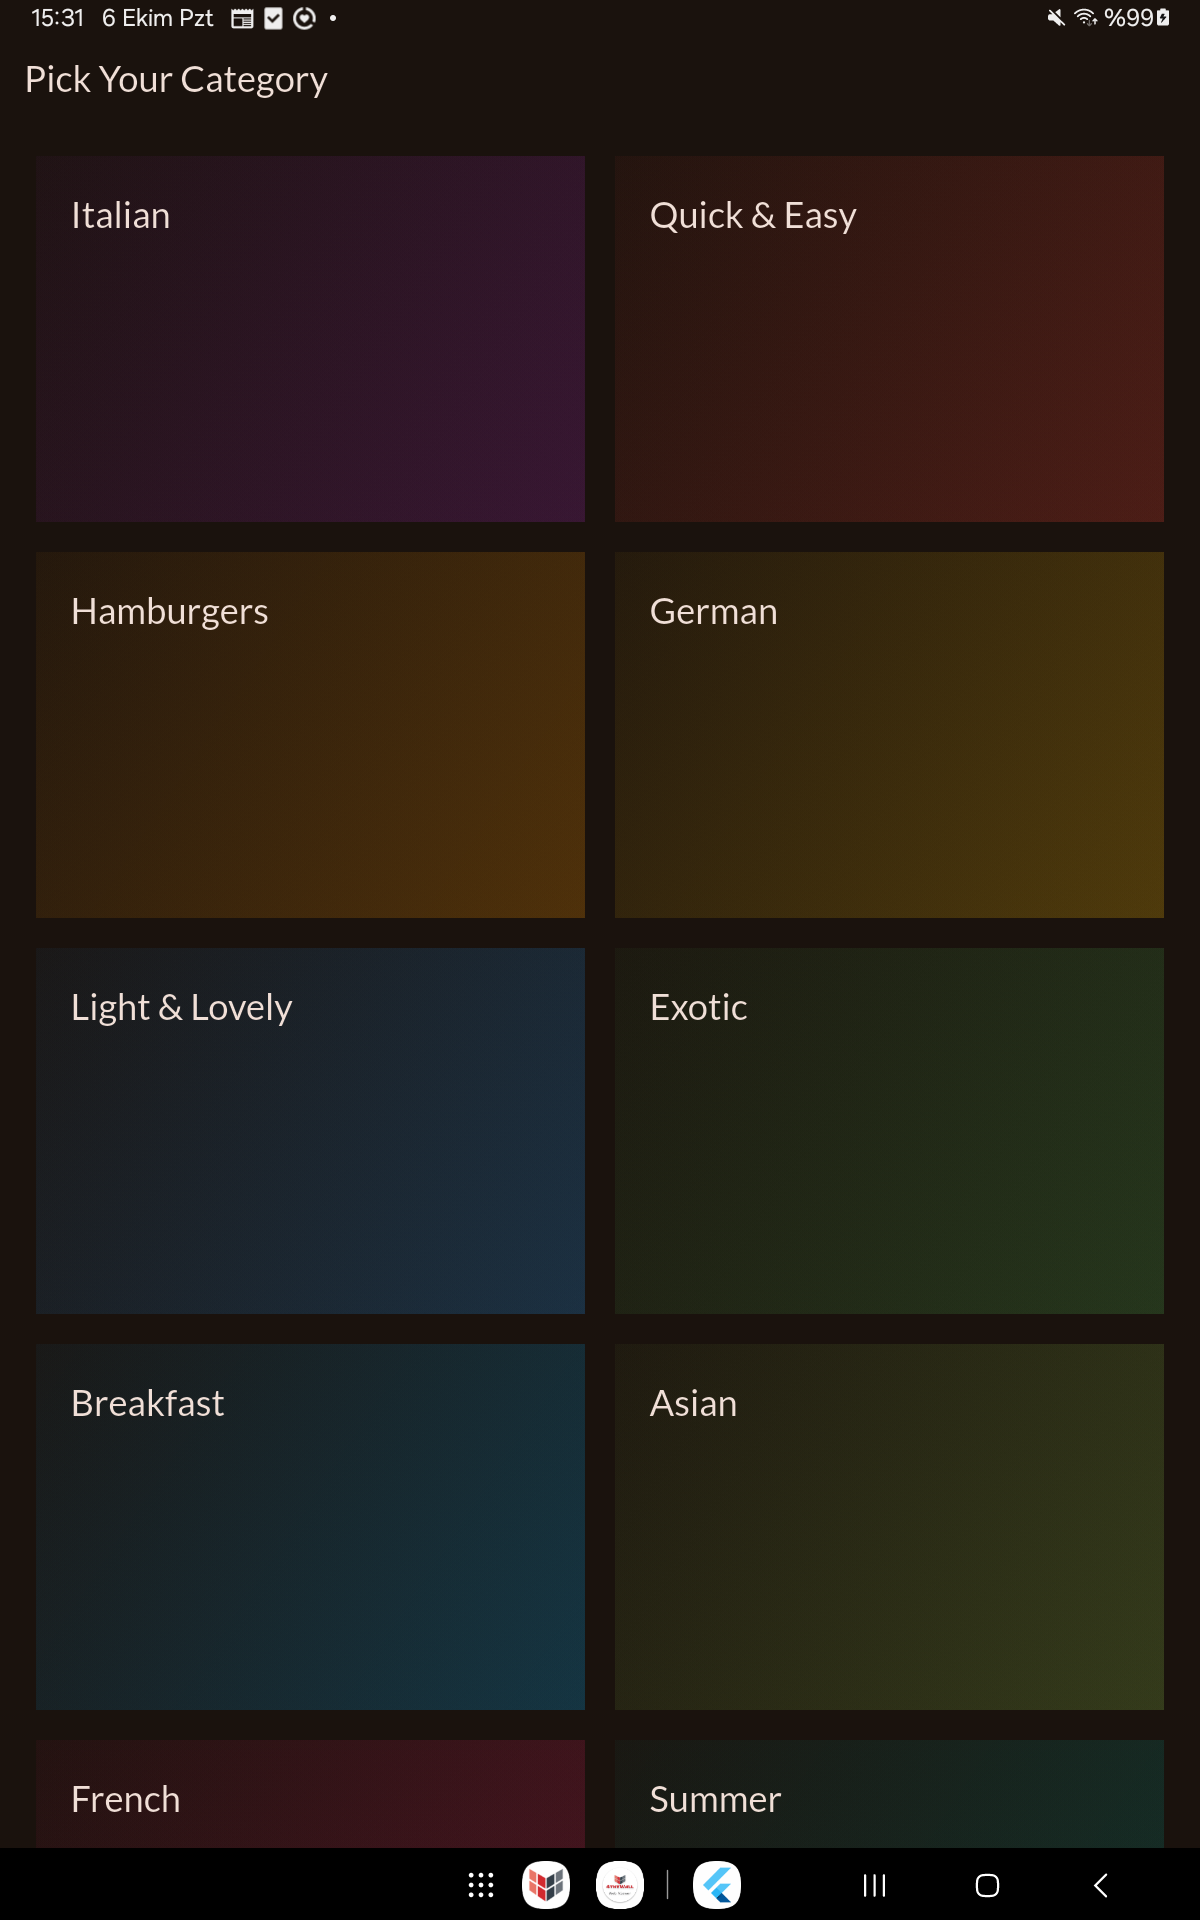 15:31 6 Ekim Pzt %99
Pick Your Category
Italian
Quick & Easy
Hamburgers
German
Light & Lovely
Exotic
Breakfast
Asian
French
Summer